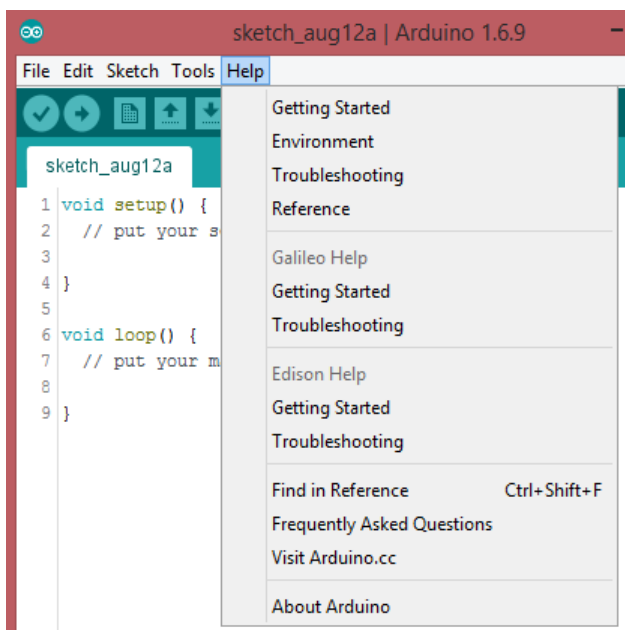 sketch_aug12a | Arduino 1.6.9
File Edit Sketch Tools Help
sketch_aug12a
1 void setup() {
2 // put your s
3
4 }
5
6 void loop() {
7 // put your m
8
9 }
Getting Started
Environment
Troubleshooting
Reference
Galileo Help
Getting Started
Troubleshooting
Edison Help
Getting Started
Troubleshooting
Find in Reference Ctrl+Shift+F
Frequently Asked Questions
Visit Arduino.cc
About Arduino